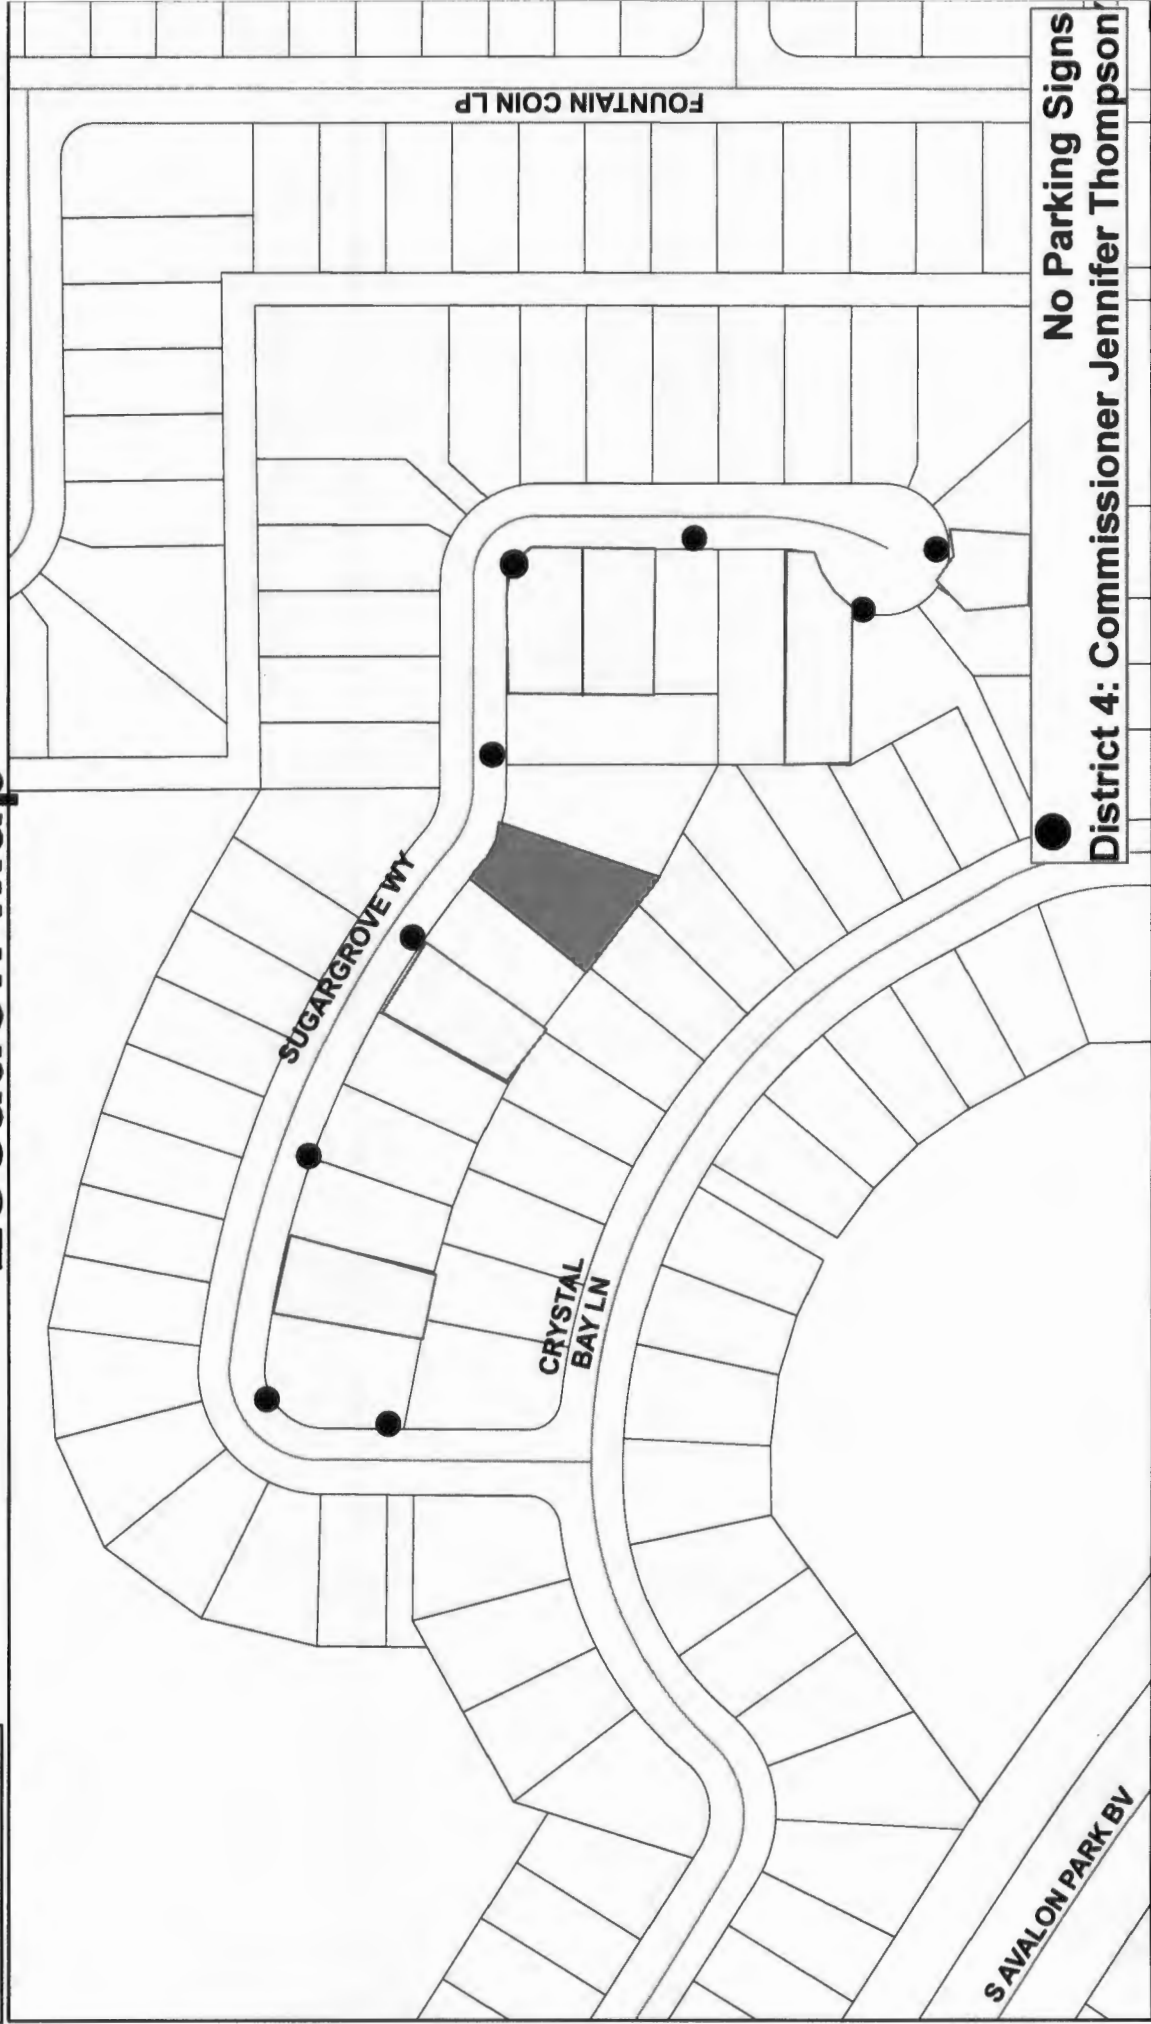 FOUNTAIN COIN LP
SUGARGROVE WY
CRYSTAL
BAY LN
S AVALON PARK BV
No Parking Signs
District 4: Commissioner Jennifer Thompson